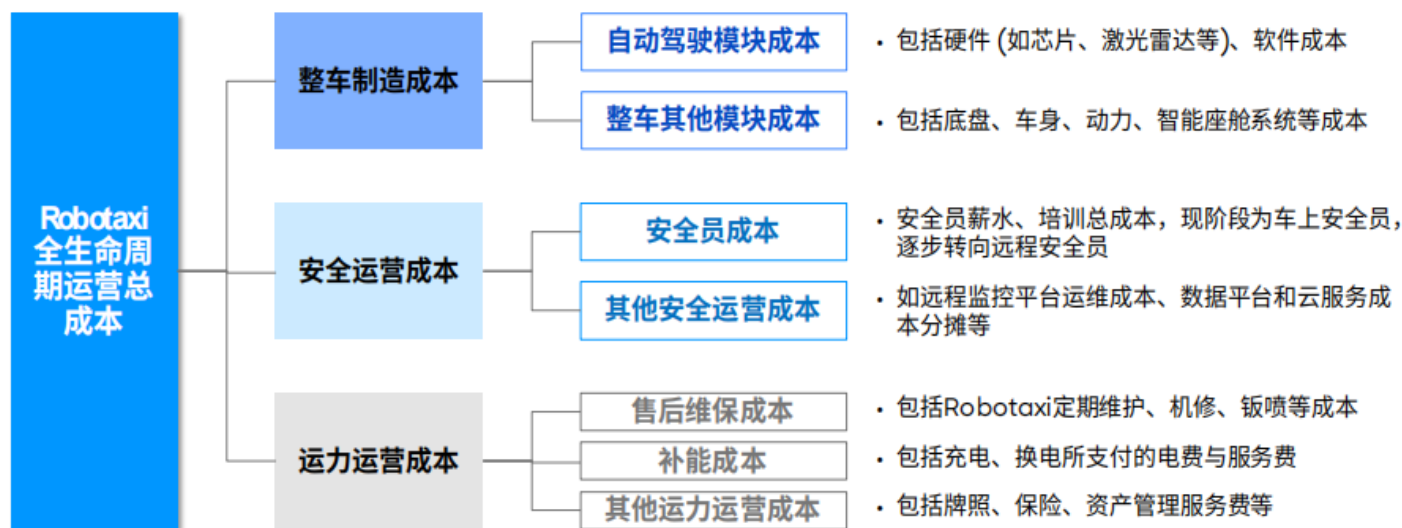 Robotaxi
全生命周
期运营总
成本
整车制造成本
自动驾驶模块成本
• 包括硬件 (如芯片、激光雷达等)、软件成本
整车其他模块成本
• 包括底盘、车身、动力、智能座舱系统等成本
安全运营成本
安全员成本
• 安全员薪水、培训总成本，现阶段为车上安全员，
逐步转向远程安全员
其他安全运营成本
• 如远程监控平台运维成本、数据平台和云服务成
本分摊等
运力运营成本
售后维保成本
• 包括Robotaxi定期维护、机修、钣喷等成本
补能成本
• 包括充电、换电所支付的电费与服务费
其他运力运营成本
• 包括牌照、保险、资产管理服务费等